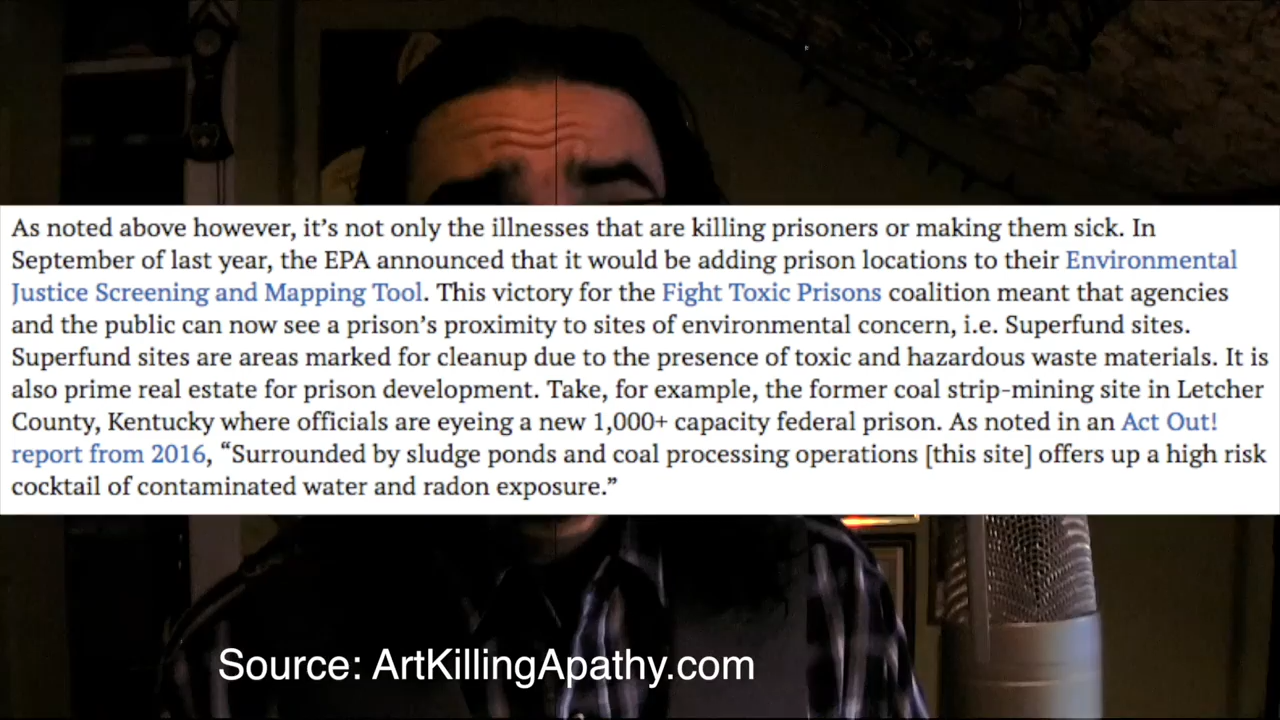 As noted above however, it’s not only the illnesses that are killing prisoners or making them sick. In
September of last year, the EPA announced that it would be adding prison locations to their Environmental
Justice Screening and Mapping Tool. This victory for the Fight Toxic Prisons coalition meant that agencies
and the public can now see a prison’s proximity to sites of environmental concern, i.e. Superfund sites.
Superfund sites are areas marked for cleanup due to the presence of toxic and hazardous waste materials. It is
also prime real estate for prison development. Take, for example, the former coal strip-mining site in Letcher
County, Kentucky where officials are eyeing a new 1,000+ capacity federal prison. As noted in an Act Out!
report from 2016, “Surrounded by sludge ponds and coal processing operations [this site] offers up a high risk
cocktail of contaminated water and radon exposure.”
Source: ArtKillingApathy.com